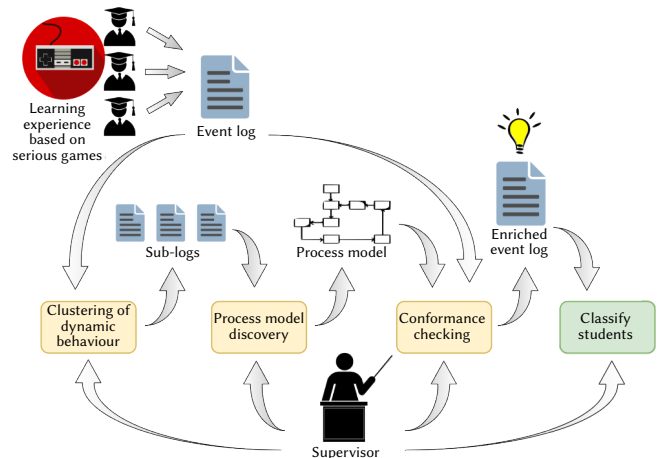 Learning
experience
based on
serious games
Event log
Sub-logs
Process model
Enriched
event log
Clustering of
dynamic
behaviour
Process model
discovery
Conformance
checking
Classify
students
Supervisor